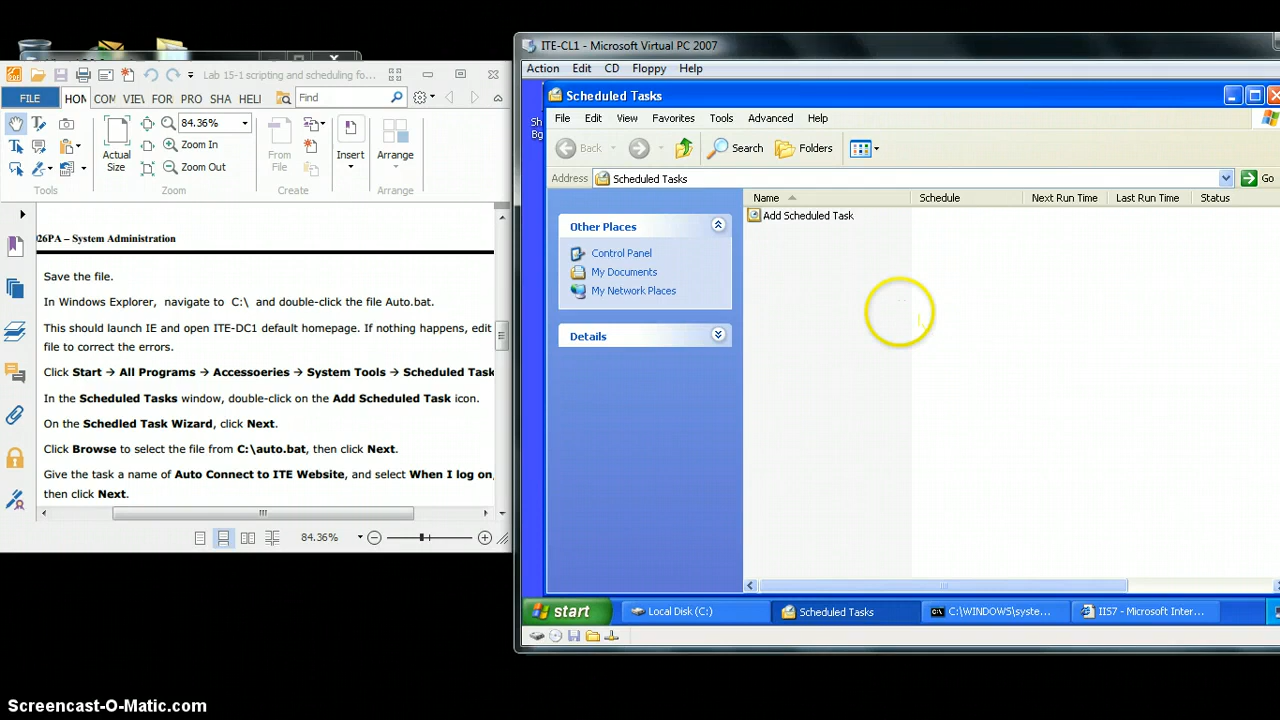 ITE-CL1 - Microsoft Virtual PC 2007
Action Edit CD Floppy Help
Lab 15-1 scripting and scheduling fo...
FILE HOM COM VIEV FOR PRO SHA HELI Find
84.36%
Actual Size
Zoom In
Zoom Out
From File
Insert
Arrange
Tools Zoom Create Arrange
026PA – System Administration
Save the file.
In Windows Explorer, navigate to C:\ and double-click the file Auto.bat.
This should launch IE and open ITE-DC1 default homepage. If nothing happens, edit
file to correct the errors.
Click Start → All Programs → Accessoeries → System Tools → Scheduled Task
In the Scheduled Tasks window, double-click on the Add Scheduled Task icon.
On the Schedled Task Wizard, click Next.
Click Browse to select the file from C:\auto.bat, then click Next.
Give the task a name of Auto Connect to ITE Website, and select When I log on,
then click Next.
84.36%
Sh
Bg
Scheduled Tasks
File Edit View Favorites Tools Advanced Help
Back Search Folders
Address Scheduled Tasks Go
Name Schedule Next Run Time Last Run Time Status
Add Scheduled Task
Other Places
Control Panel
My Documents
My Network Places
Details
start Local Disk (C:) Scheduled Tasks C:\WINDOWS\syste... IIS7 - Microsoft Inter...
Screencast-O-Matic.com